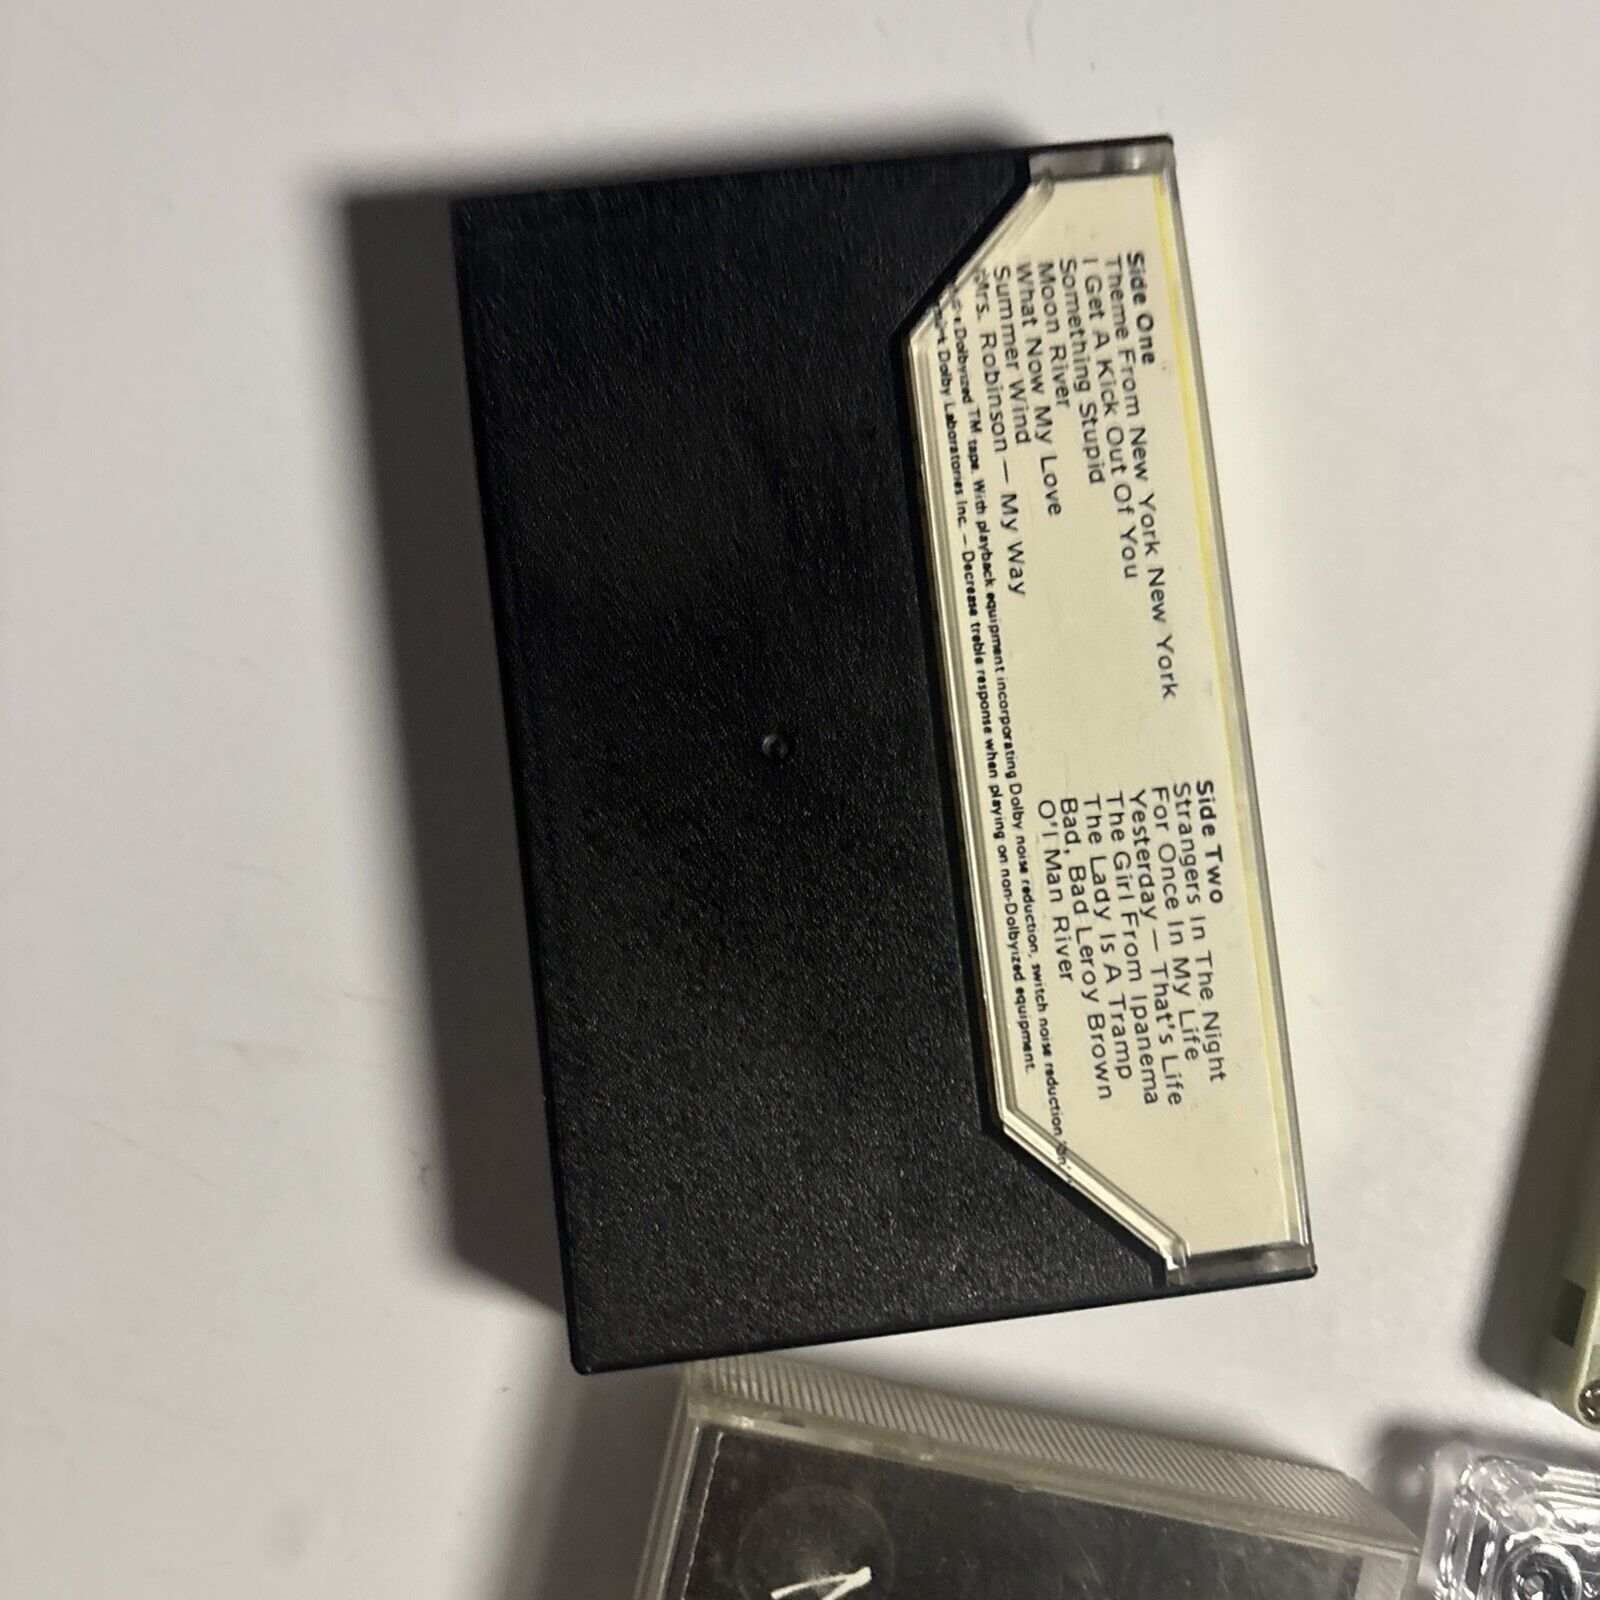 Side One
Theme From New York New York
I Get A Kick Out Of You
Something Stupid
Moon River
What Now My Love
Summer Wind
Mrs. Robinson — My Way
Side Two
Strangers In The Night
For Once In My Life
Yesterday — That's Life
The Girl From Ipanema
The Lady Is A Tramp
Bad, Bad Leroy Brown
O'l Man River
Dolbyized TM tape. With playback equipment incorporating Dolby noise reduction, switch noise reduction 'on'
Dolby Laboratories Inc. — Decrease treble response when playing on non-Dolbyized equipment.